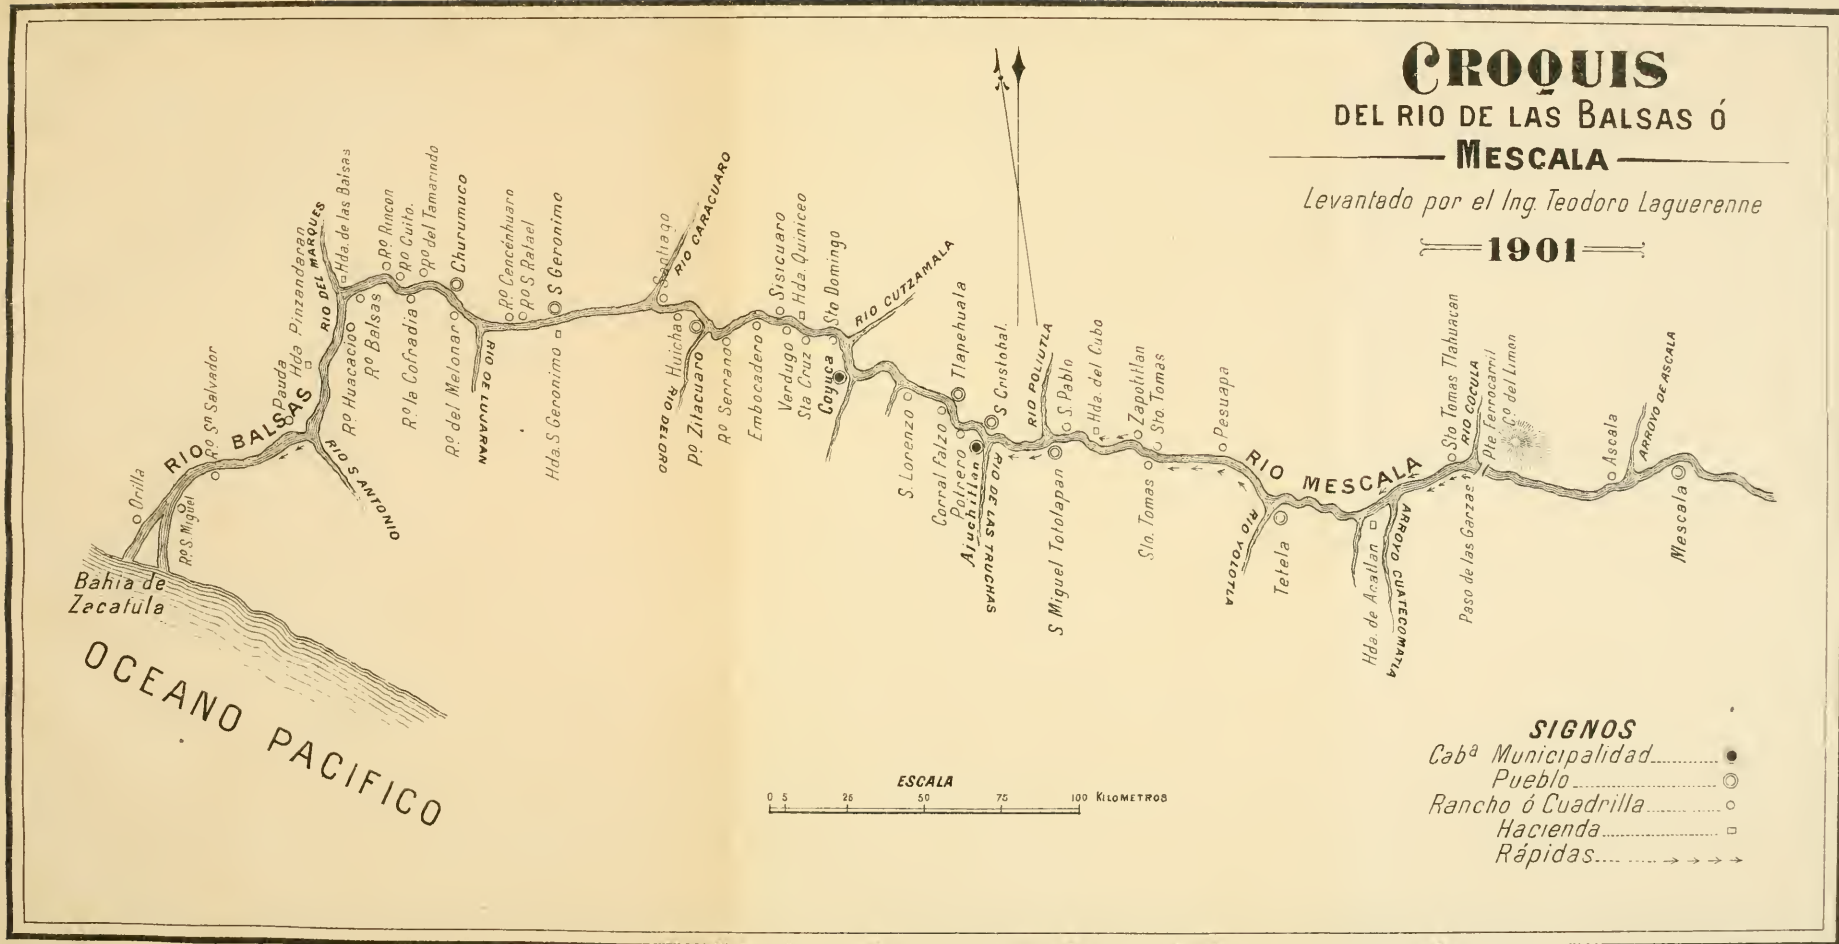 CROQUIS
DEL RIO DE LAS BALSAS Ó
MESCALA
Levantado por el Ing. Teodoro Laguerenne
1901
Orilla
RIO BALSAS
Rº Sn Salvador
Rº S. Miguel
Bahia de
Zacatula
OCEANO PACIFICO
Pauda
Hda Pinzandaran
RIO DEL MARQUES
Hda. de las Balsas
RIO S ANTONIO
Rº Huacacio
Rº Balsas
Rº Rincon
Rº Cuito.
Rº del Tamarindo
Rº la Cofradia
Churumuco
Rº del Melonar
RIO DE LUJARAN
Rº Cencénhuaro
Rº S Rafael
S Geronimo
Hda. S Geronimo
Santiago
RIO CARACUARO
Huicha
RIO DEL ORO
Pº Zitacuaro
Rº Serrano
Embocadero
Sisicuaro
Hda. Quiniceo
Verdugo
Sta Cruz
Sto Domingo
Coyuca
RIO CUTZAMALA
S. Lorenzo
Corral Falzo
Potrero
Tlapehuala
Ajuchitlan
S Cristobal.
RIO DE LAS TRUCHAS
RIO POLIUTLA
S. Pablo
S Miguel Totolapan
Hda. del Cubo
Zapotitlan
Sto. Tomas
Sto. Tomas
Pesuapa
RIO MESCALA
RIO YOLOTLA
Tetela
Hda. de Acatlan
ARROYO CUATECOMATLA
Sto Tomas Tlahuacan
RIO COCULA
Pte Ferrocarril
Cº del Limon
Paso de las Garzas
Ascala
ARROYO DE ASCALA
Mescala
ESCALA
0 5 25 50 75 100 KILOMETROS
SIGNOS
Cabª Municipalidad
Pueblo
Rancho ó Cuadrilla
Hacienda
Rápidas